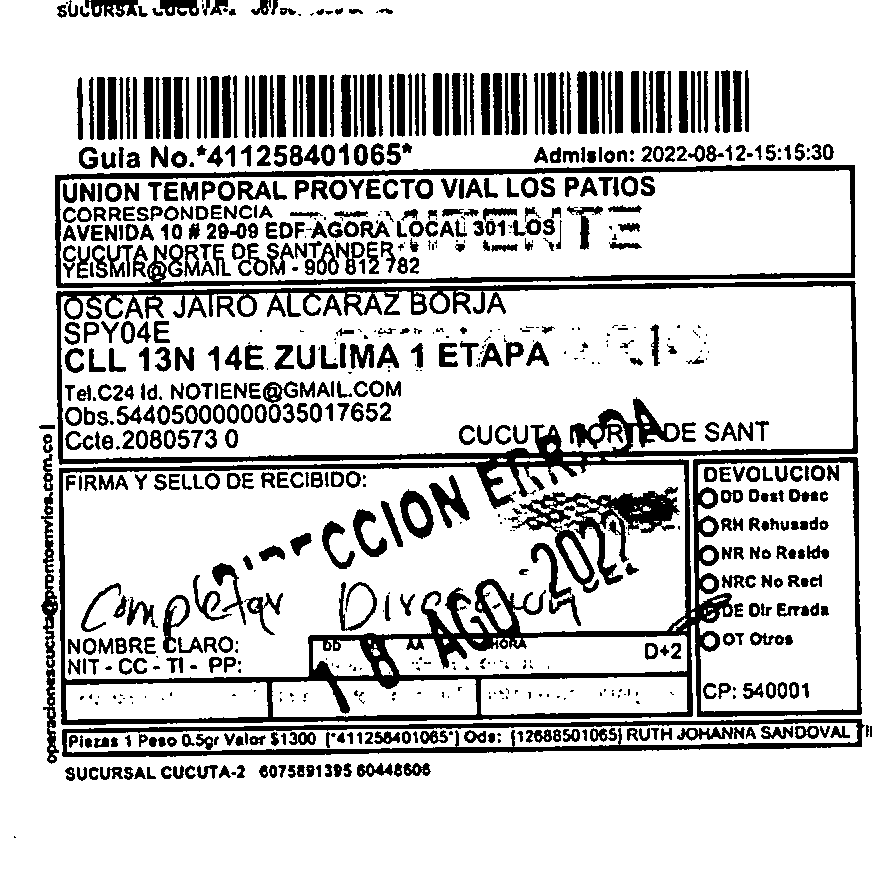 SUCURSAL CUCUTA-2
Guia No.*411258401065*
Admision: 2022-08-12-15:15:30
UNION TEMPORAL PROYECTO VIAL LOS PATIOS
CORRESPONDENCIA
AVENIDA 10 # 29-09 EDF AGORA LOCAL 301 LOS
CUCUTA NORTE DE SANTANDER
YEISMIR@GMAIL COM - 900 812 782
OSCAR JAIRO ALCARAZ BORJA
SPY04E
CLL 13N 14E ZULIMA 1 ETAPA
Tel.C24 Id. NOTIENE@GMAIL.COM
Obs.54405000000035017652
Ccte.2080573 0
CUCUTA NORTE DE SANT
operacionescucuta@prontoenvios.com.co
FIRMA Y SELLO DE RECIBIDO:
DIRECCION ERRADA
18 AGO 2022
Completar Dirección
NOMBRE CLARO:
NIT - CC - TI - PP:
DD AA HORA
D+2
DEVOLUCION
DD Dest Desc
RH Rehusado
NR No Reside
NRC No Recl
DE Dir Errada
OT Otros
CP: 540001
Piezas 1 Peso 0.5gr Valor $1300 [*411258401065*] Ods: [12688501065] RUTH JOHANNA SANDOVAL
SUCURSAL CUCUTA-2 6075891395 60448606